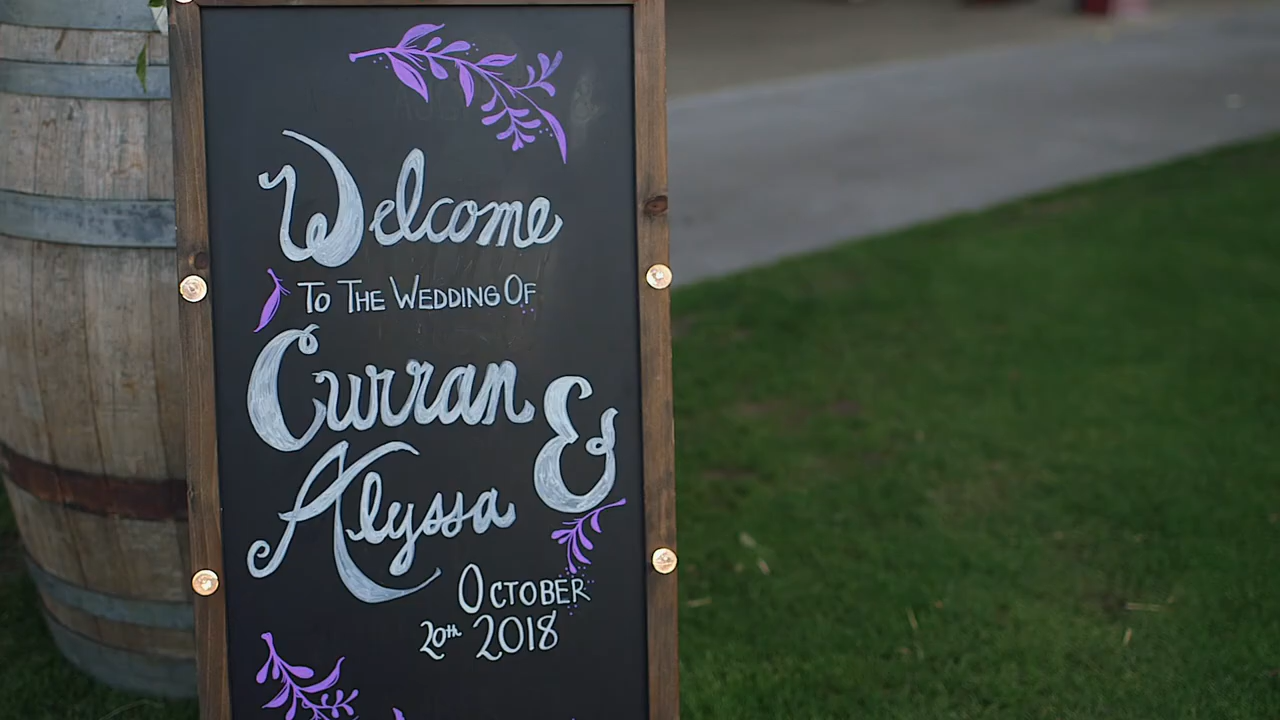 Welcome
To The Wedding Of
Curran &
Alyssa
October
20th 2018